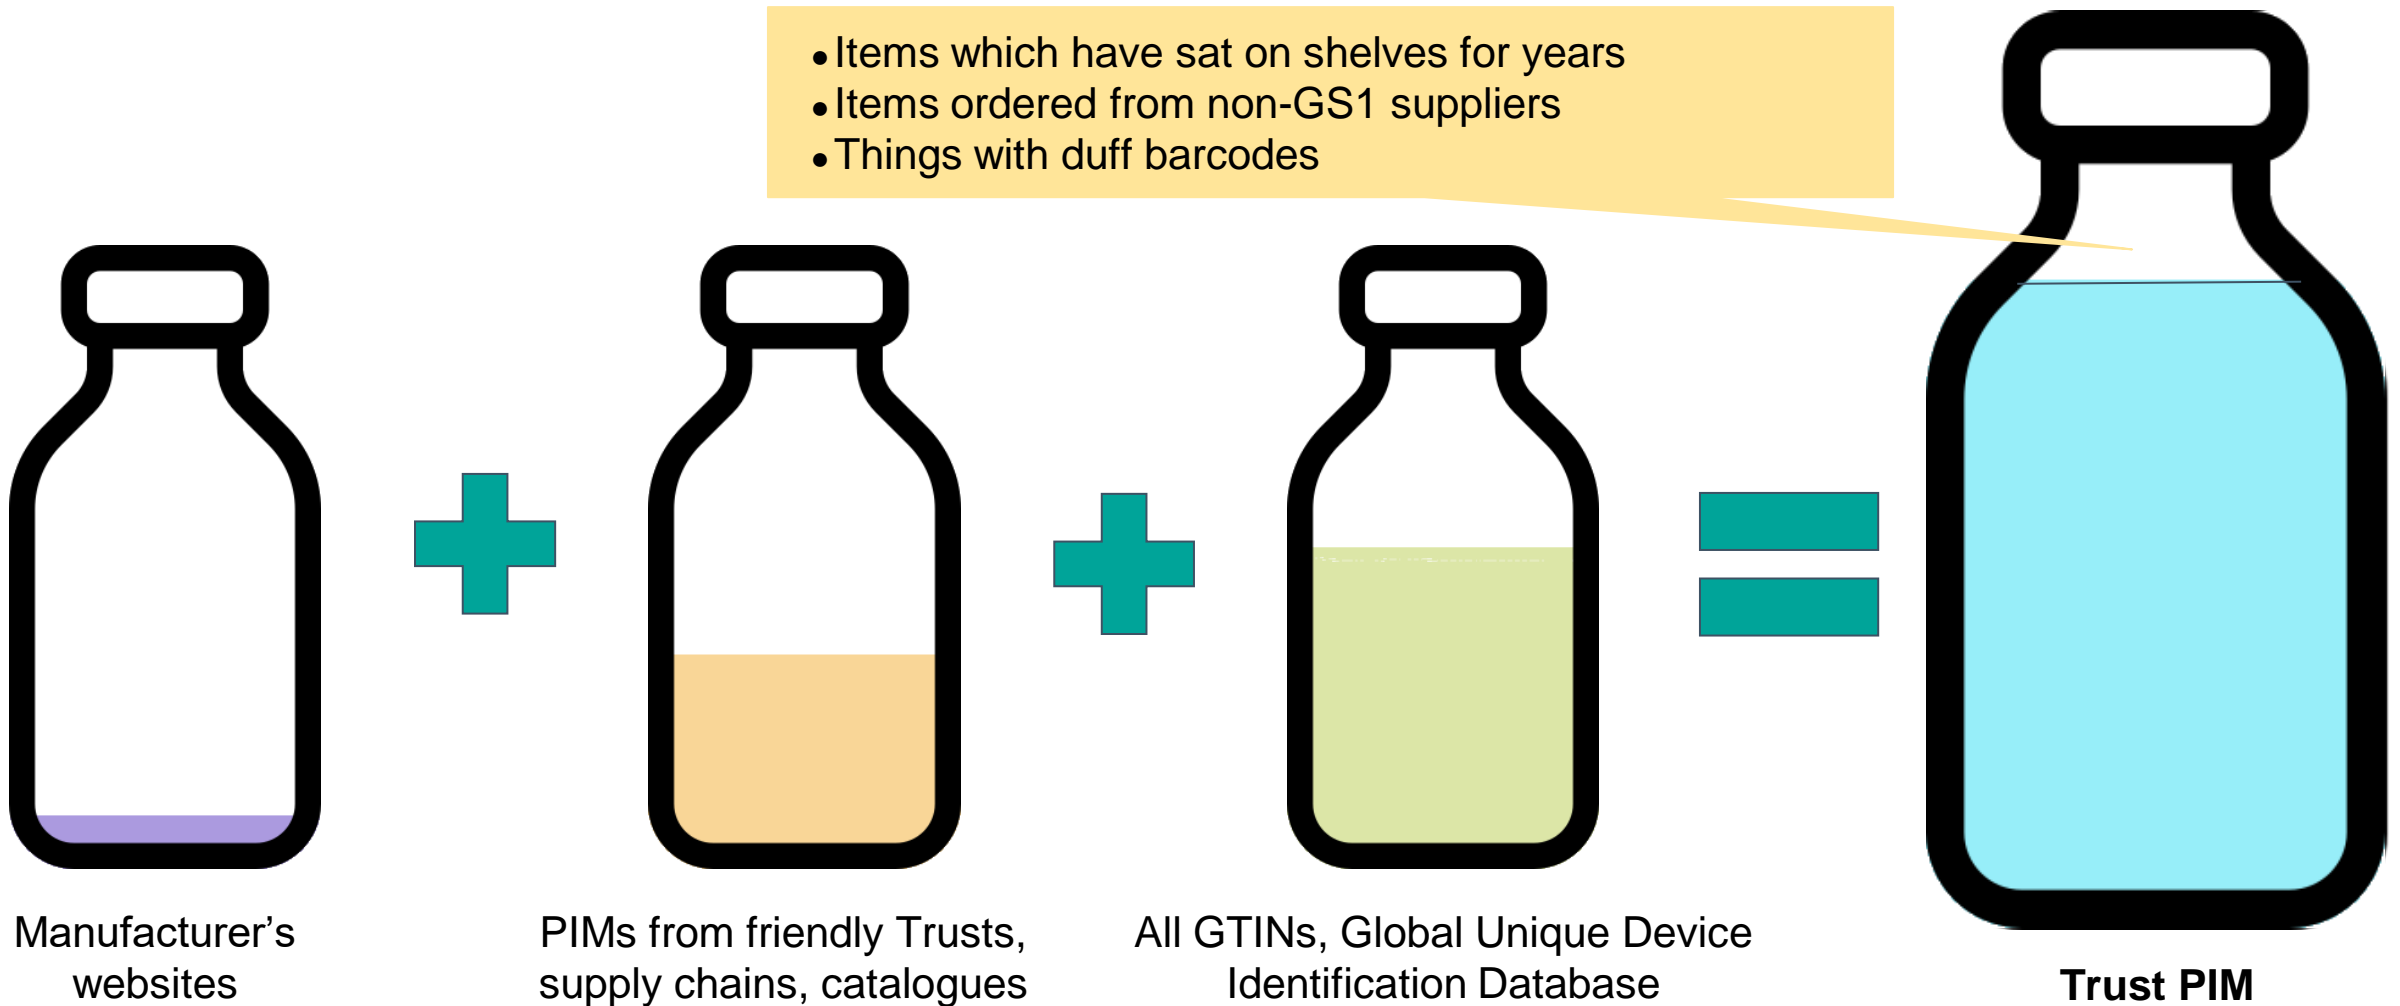 •Items which have sat on shelves for years
•Items ordered from non-GS1 suppliers
•Things with duff barcodes
Manufacturer’s
websites
PIMs from friendly Trusts,
supply chains, catalogues
All GTINs, Global Unique Device
Identification Database
Trust PIM